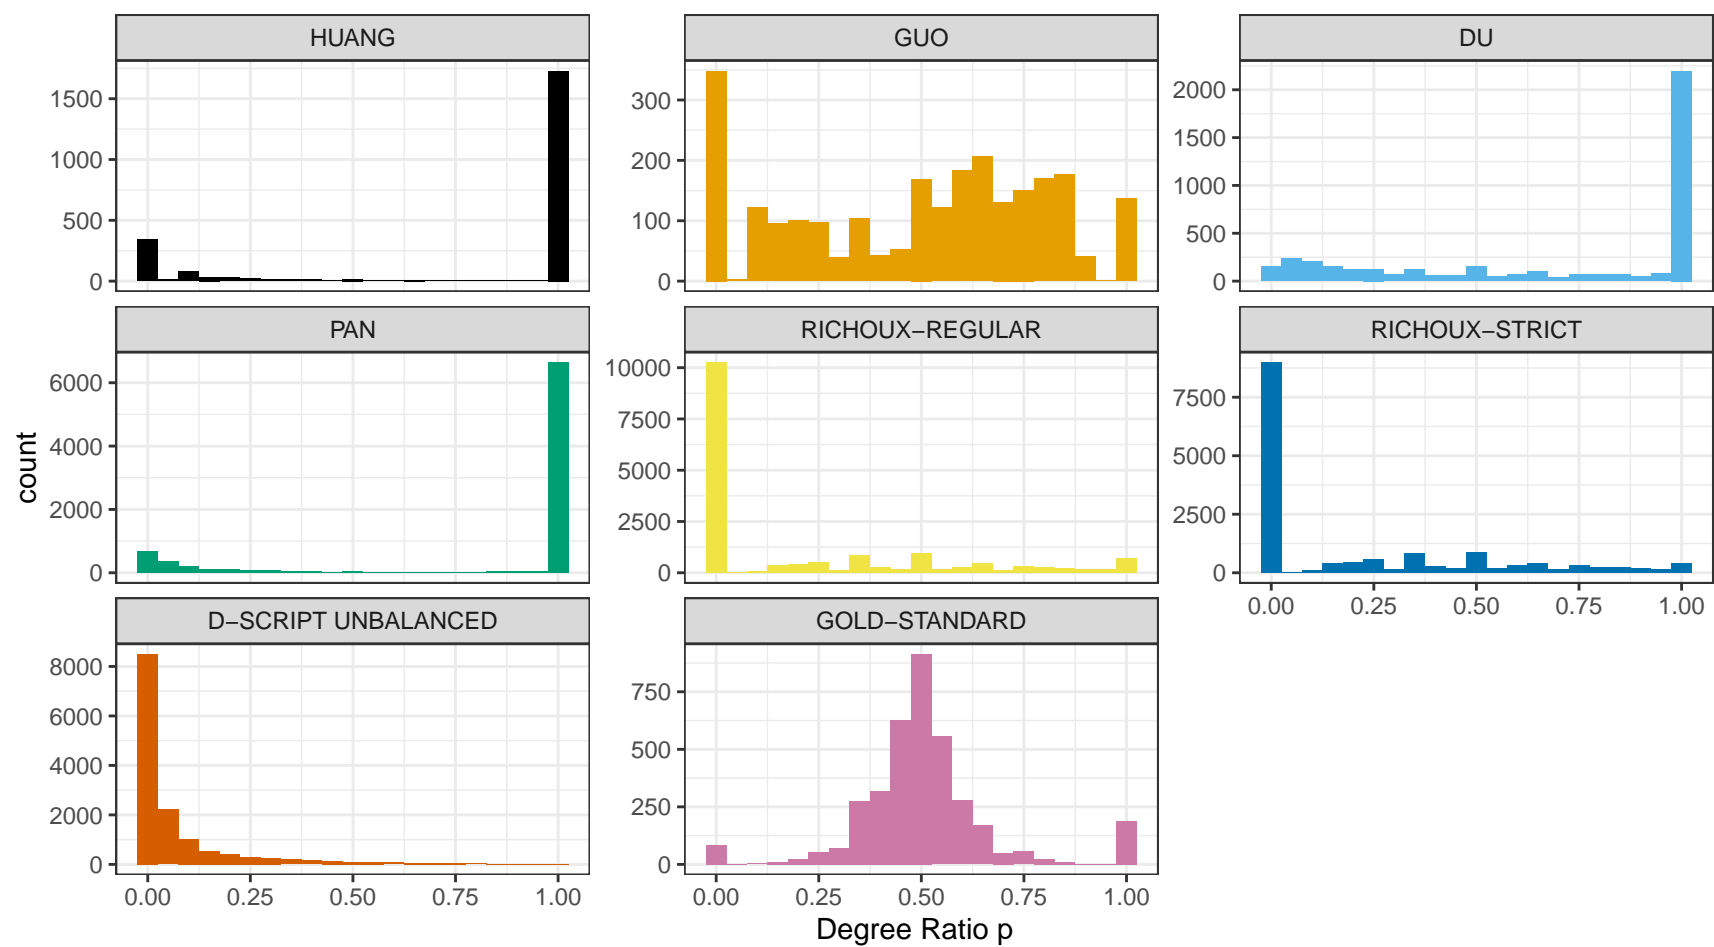 HUANG
GUO
DU
1500
1000
500
0
300
200
100
0
2000
1500
1000
500
0
PAN
RICHOUX−REGULAR
RICHOUX−STRICT
6000
4000
2000
0
10000
7500
5000
2500
0
7500
5000
2500
0
0.00 0.25 0.50 0.75 1.00
count
D−SCRIPT UNBALANCED
GOLD−STANDARD
8000
6000
4000
2000
0
750
500
250
0
0.00 0.25 0.50 0.75 1.00
0.00 0.25 0.50 0.75 1.00
Degree Ratio p